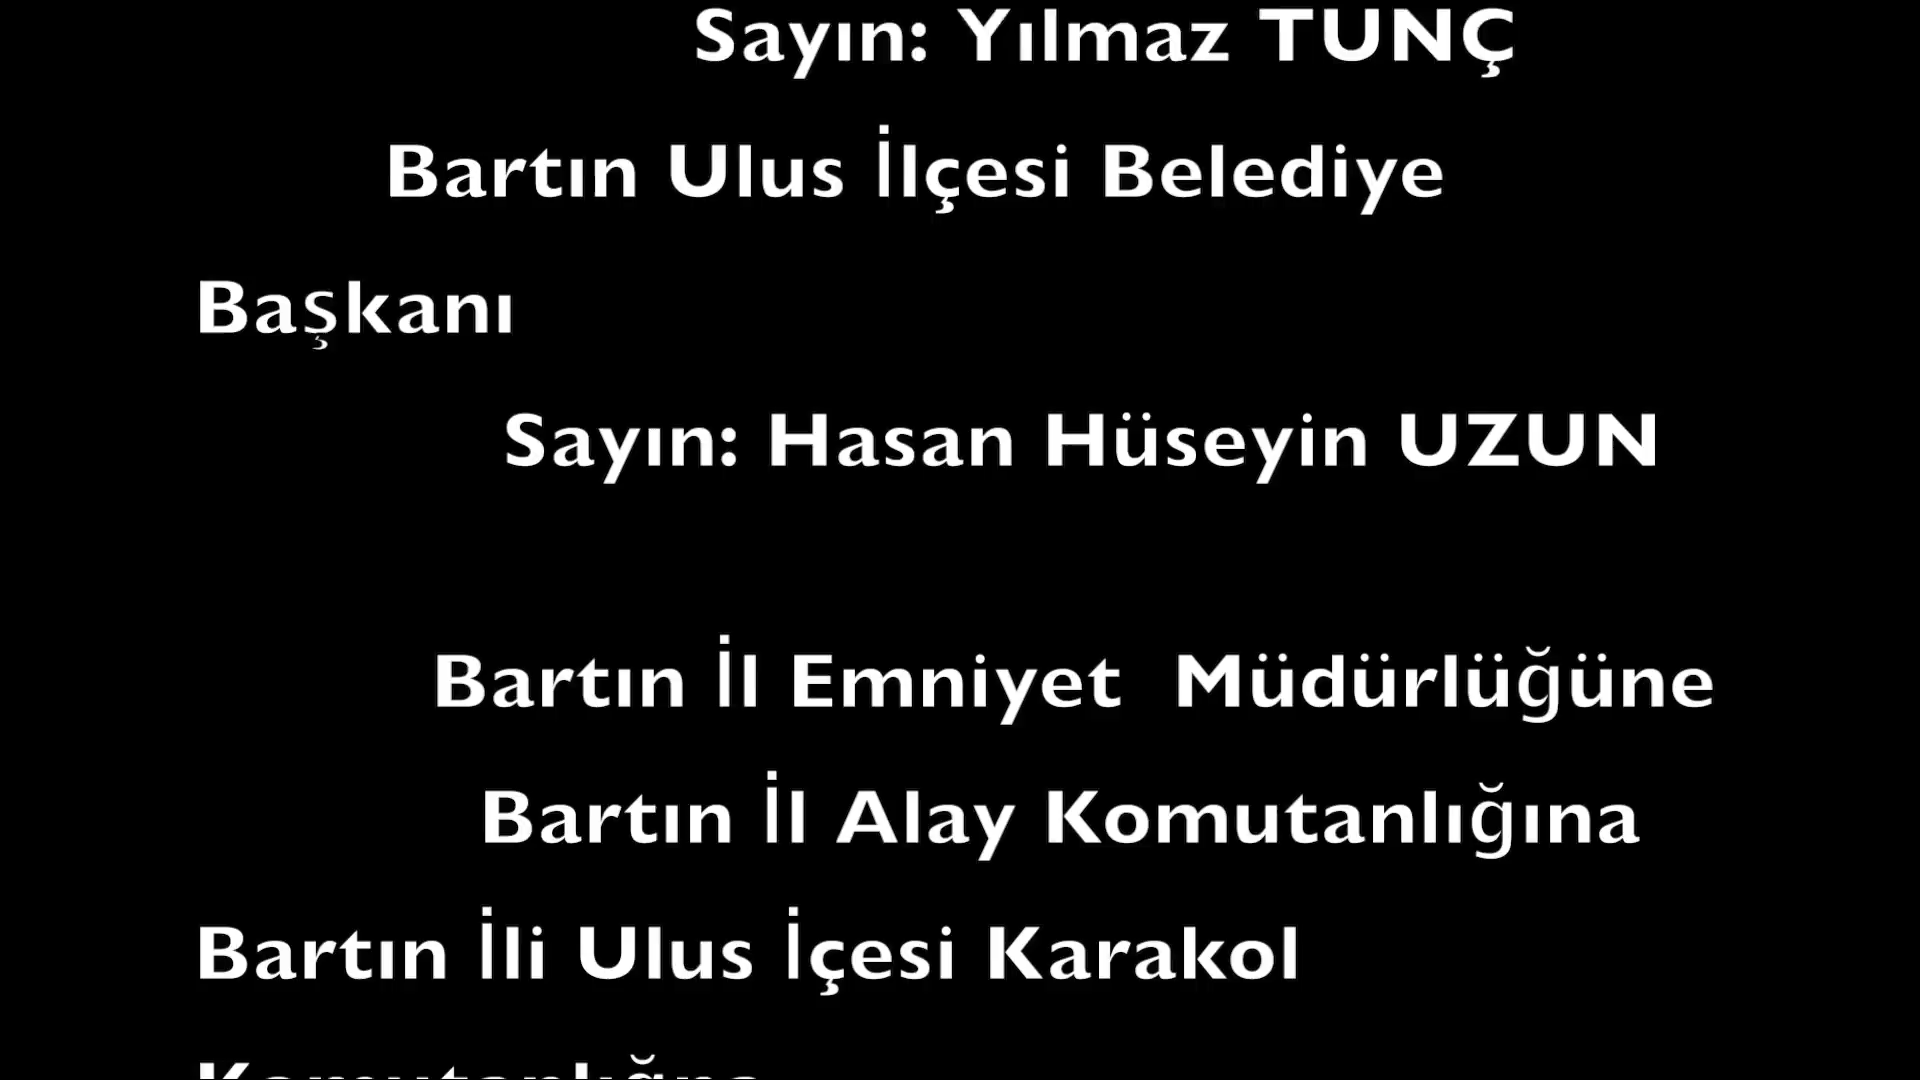 Sayın: Yılmaz TUNÇ
Bartın Ulus İlçesi Belediye
Başkanı
Sayın: Hasan Hüseyin UZUN
Bartın İl Emniyet  Müdürlüğüne
Bartın İl Alay Komutanlığına
Bartın İli Ulus İçesi Karakol